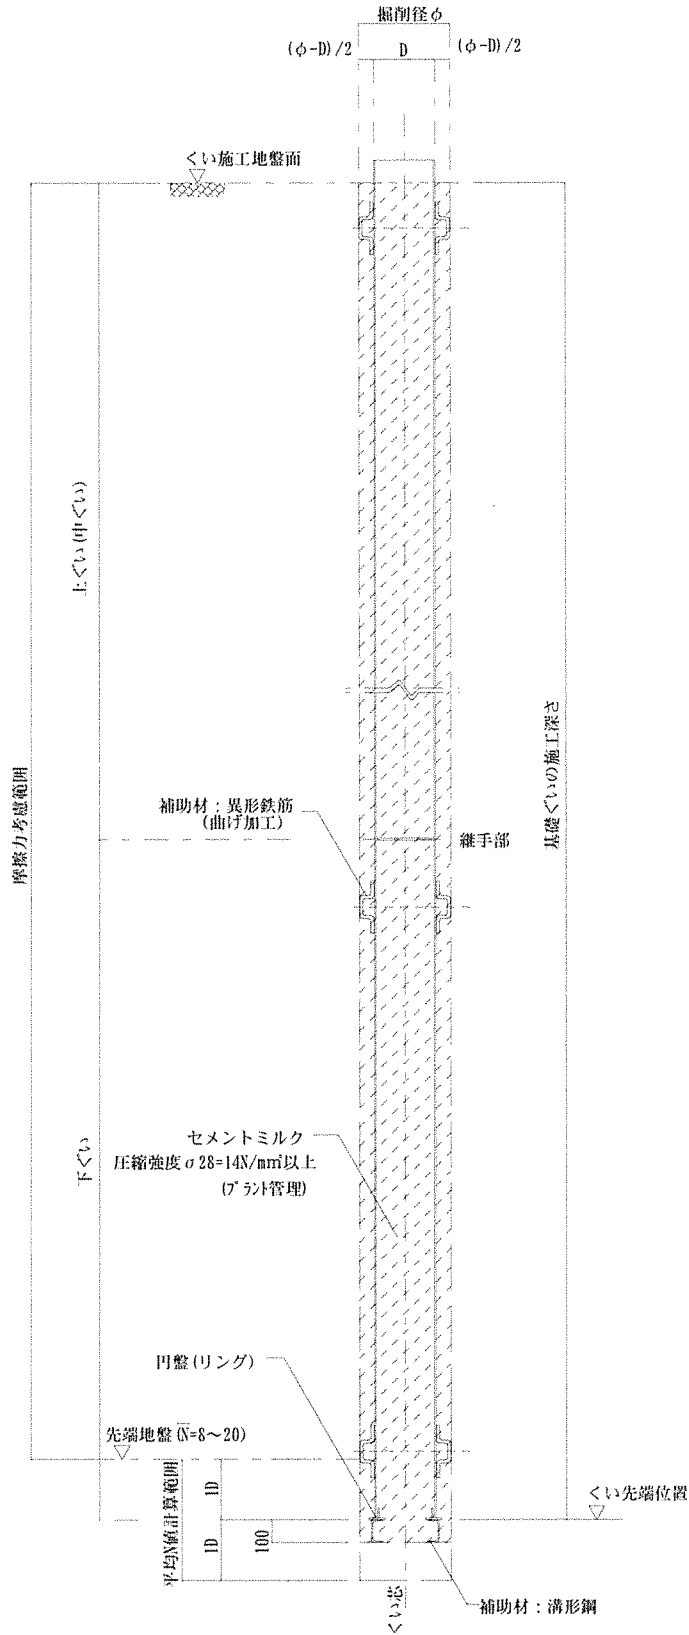 掘削径φ
(φ-D)/2
D
(φ-D)/2
くい施工地盤面
上ぐい(中ぐい)
摩擦力考慮範囲
基礎ぐいの施工深さ
補助材：異形鉄筋
(曲げ加工)
継手部
下ぐい
セメントミルク
圧縮強度σ28=14N/mm²以上
(プラント管理)
円盤(リング)
先端地盤(N̄=8～20)
平均N値計算範囲
1D
1D
100
くい先端位置
くい芯
補助材：溝形鋼